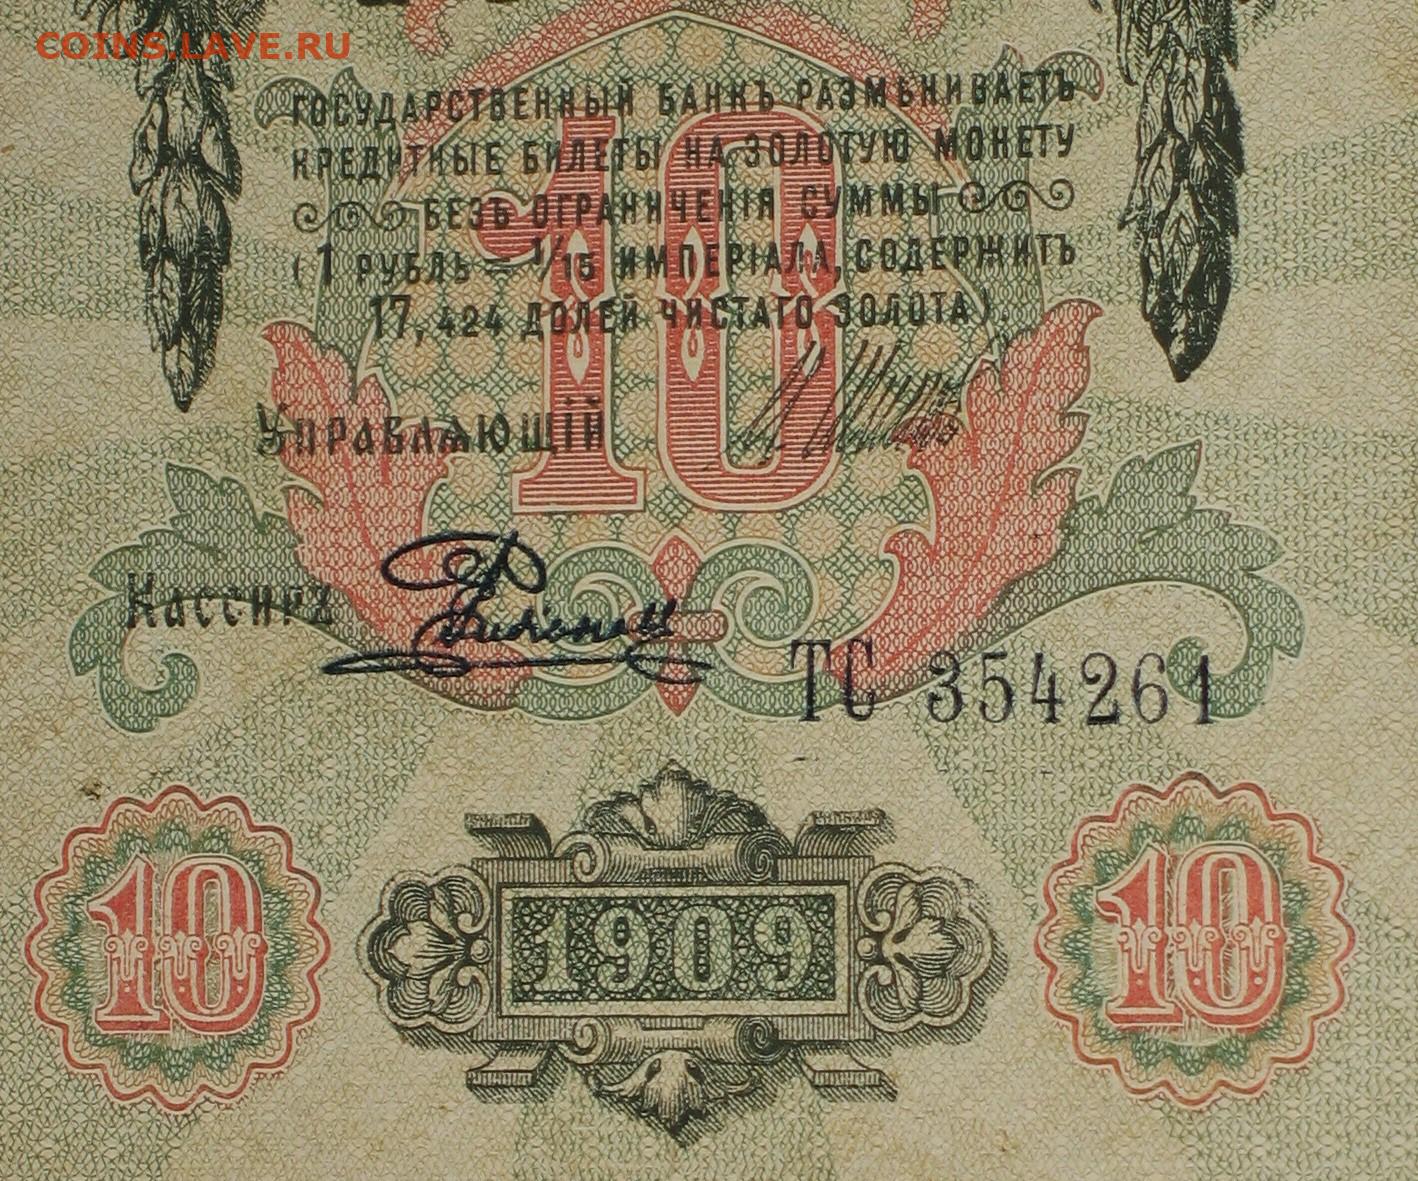 COINS.LAVE.RU
ГОСУДАРСТВЕННЫЙ БАНКЪ РАЗМѢНИВАЕТЪ
КРЕДИТНЫЕ БИЛЕТЫ НА ЗОЛОТУЮ МОНЕТУ
БЕЗЪ ОГРАНИЧЕНІЯ СУММЫ
(1 РУБЛЬ = 1/15 ИМПЕРІАЛА, СОДЕРЖИТЪ
17,424 ДОЛЕЙ ЧИСТАГО ЗОЛОТА).
10
УПРАВЛЯЮЩІЙ
Кассиръ
ТС 354261
10 1909 10